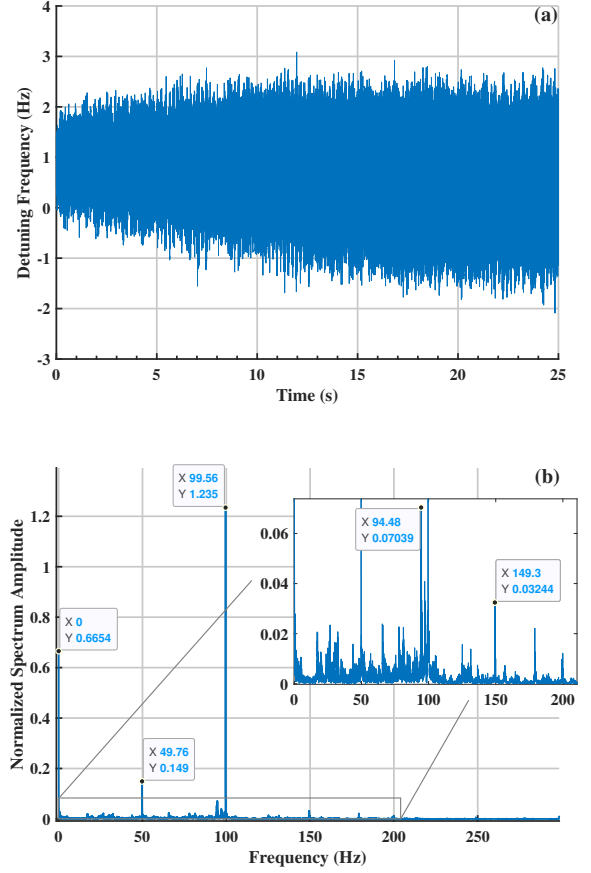 (a)
4
3
2
1
0
-1
-2
-3
Detuning Frequency (Hz)
0 5 10 15 20 25
Time (s)
(b)
1.2
1
0.8
0.6
0.4
0.2
0
Normalized Spectrum Amplitude
X 99.56
Y 1.235
X 0
Y 0.6654
X 49.76
Y 0.149
0.06
0.04
0.02
0
X 94.48
Y 0.07039
X 149.3
Y 0.03244
0 50 100 150 200
0 50 100 150 200 250
Frequency (Hz)